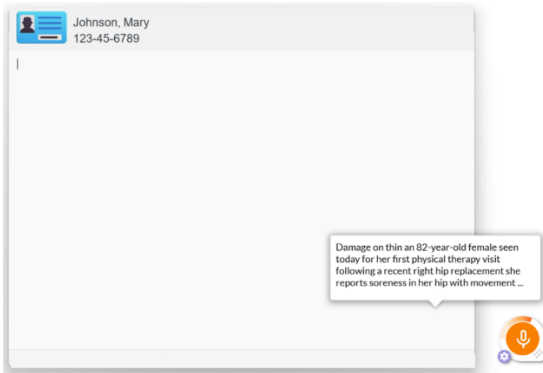 Johnson, Mary
123-45-6789
Damage on thin an 82-year-old female seen
today for her first physical therapy visit
following a recent right hip replacement she
reports soreness in her hip with movement ...